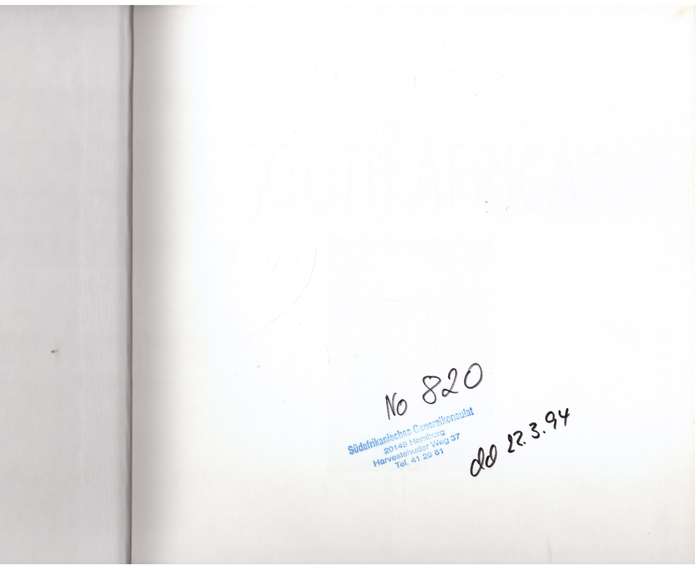 No 820
Südafrikanisches Generalkonsulat
20149 Hamburg
Harvestehuder Weg 37
Tel. 41 29 61
dd 22.3.94